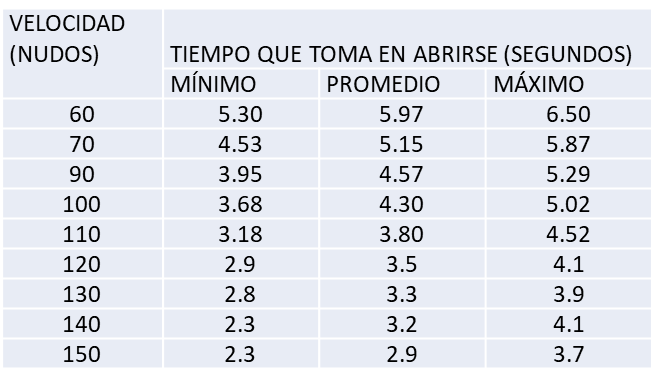 VELOCIDAD
(NUDOS) TIEMPO QUE TOMA EN ABRIRSE (SEGUNDOS)
MÍNIMO PROMEDIO MÁXIMO
60 5.30 5.97 6.50
70 4.53 5.15 5.87
90 3.95 4.57 5.29
100 3.68 4.30 5.02
110 3.18 3.80 4.52
120 2.9 3.5 4.1
130 2.8 3.3 3.9
140 2.3 3.2 4.1
150 2.3 2.9 3.7